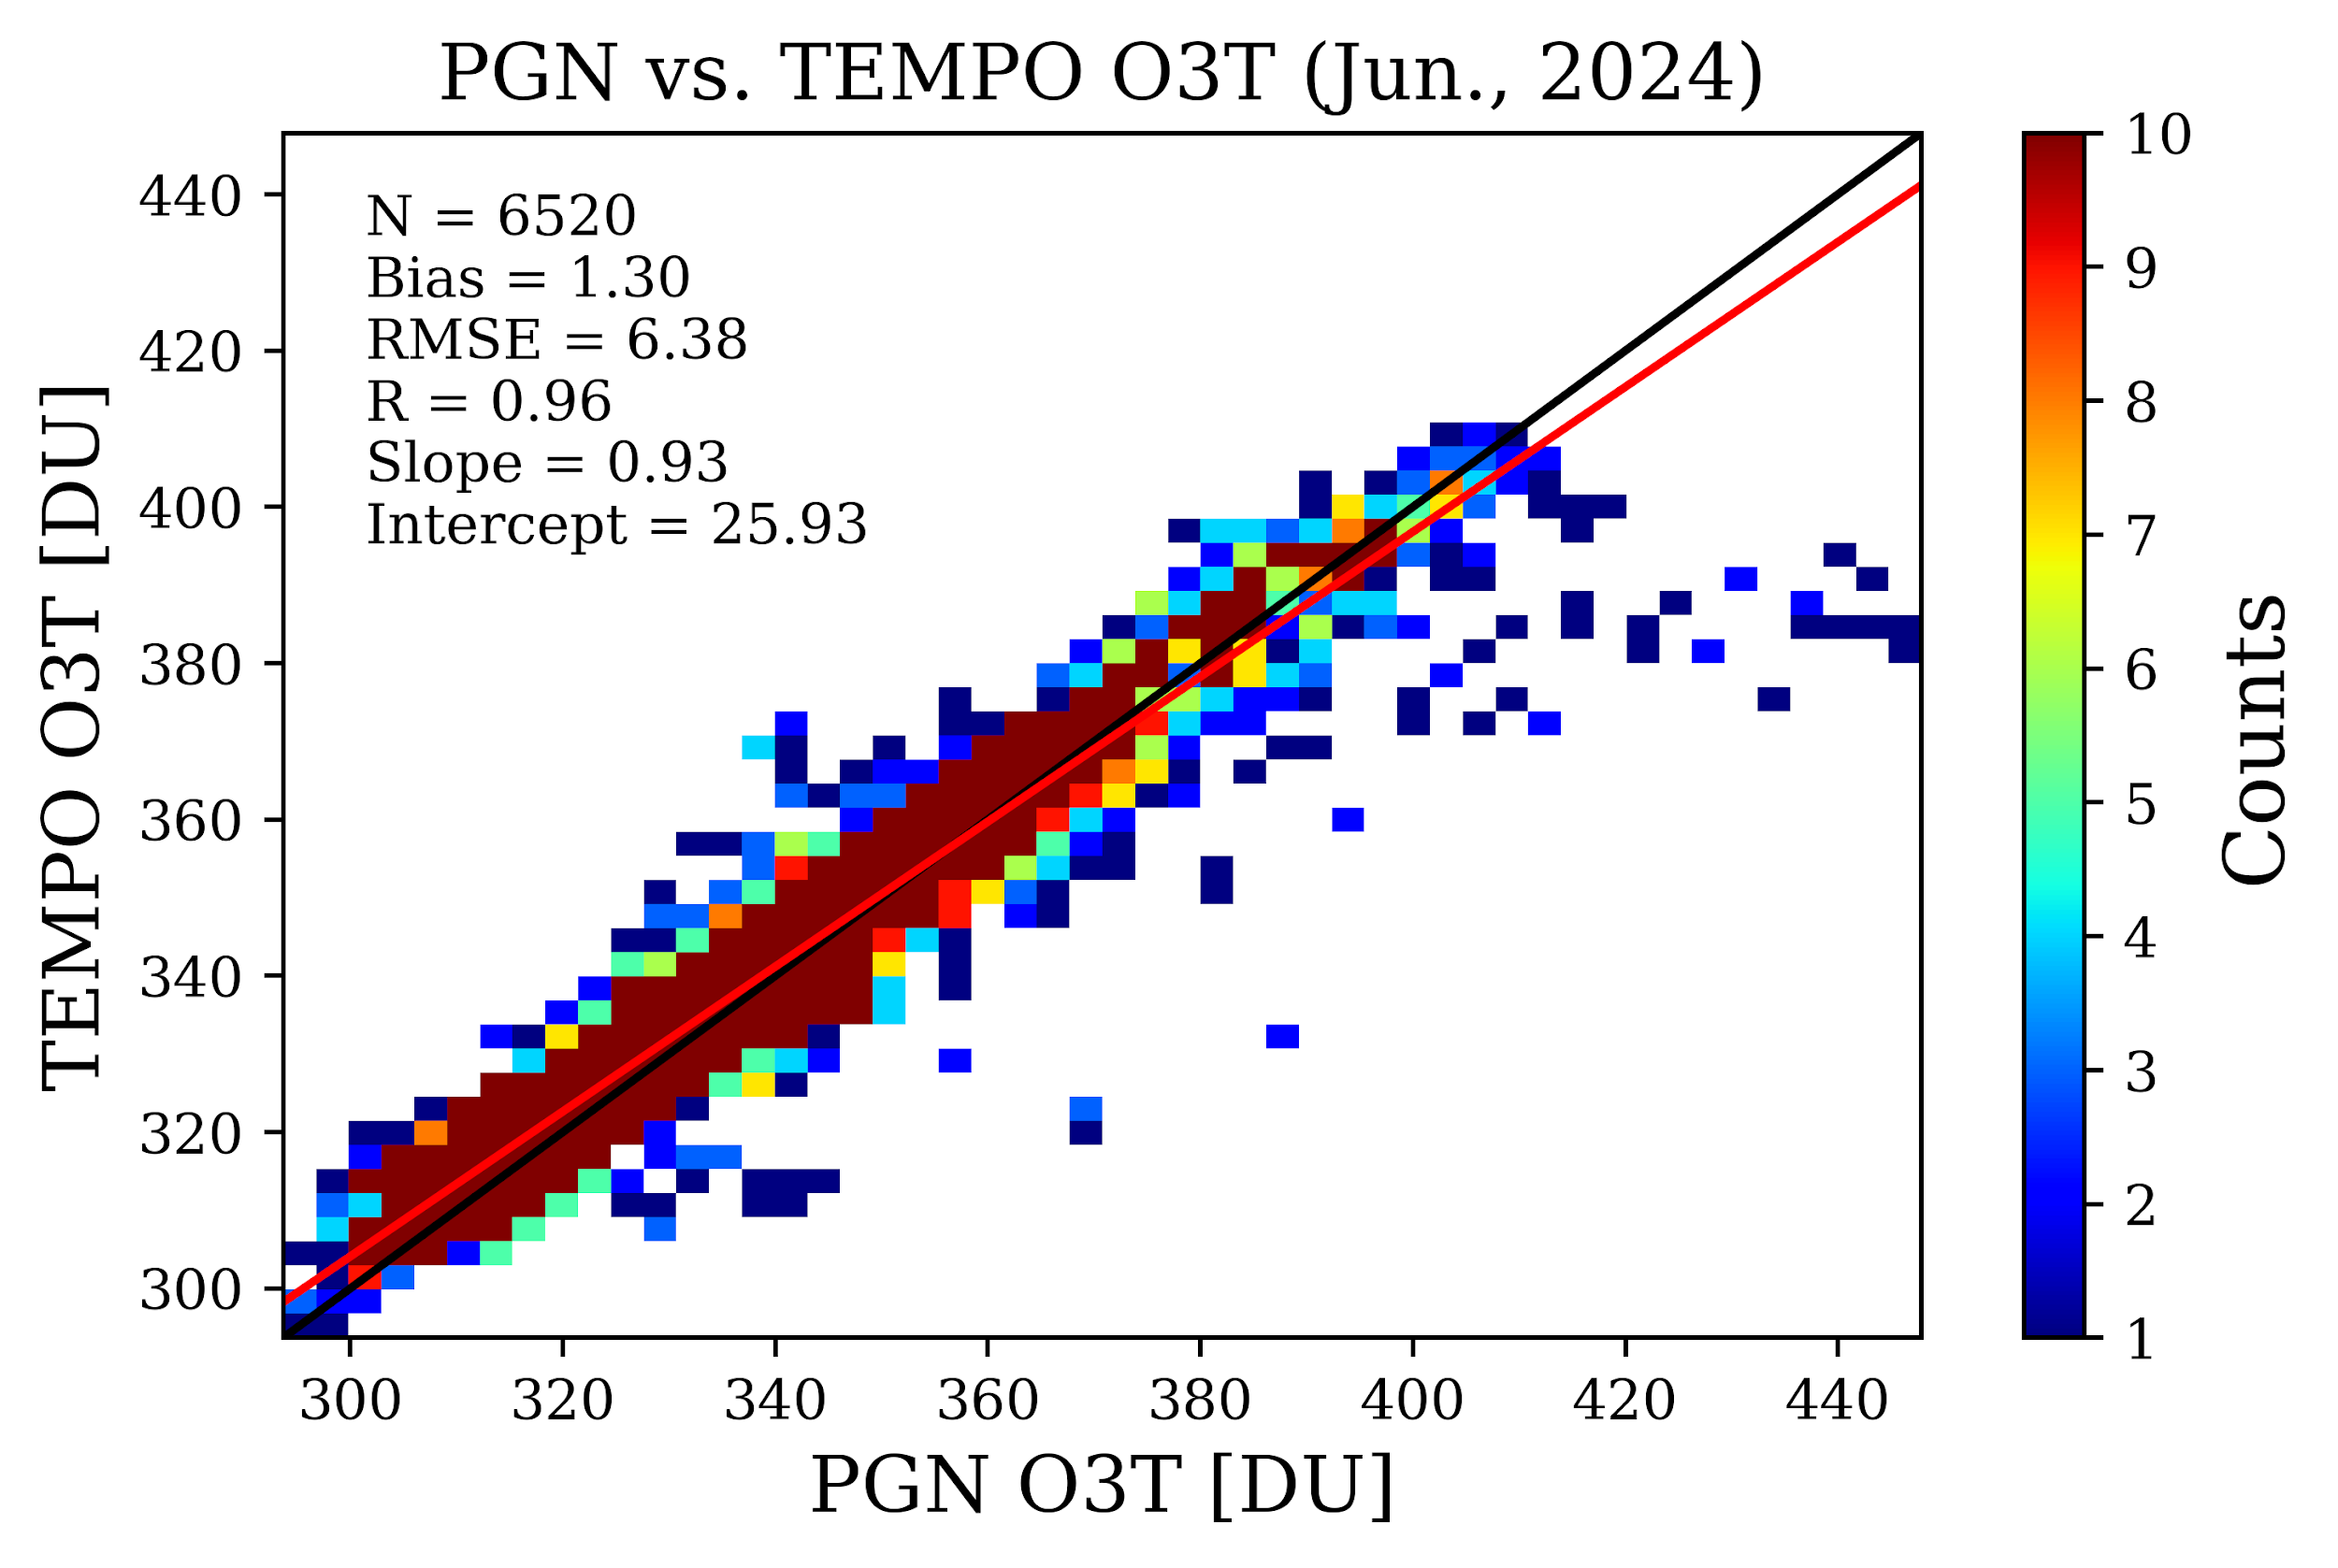 PGN vs. TEMPO O3T (Jun., 2024)
N = 6520
Bias = 1.30
RMSE = 6.38
R = 0.96
Slope = 0.93
Intercept = 25.93
TEMPO O3T [DU]
440
420
400
380
360
340
320
300
300 320 340 360 380 400 420 440
PGN O3T [DU]
10
9
8
7
6
5
4
3
2
1
Counts